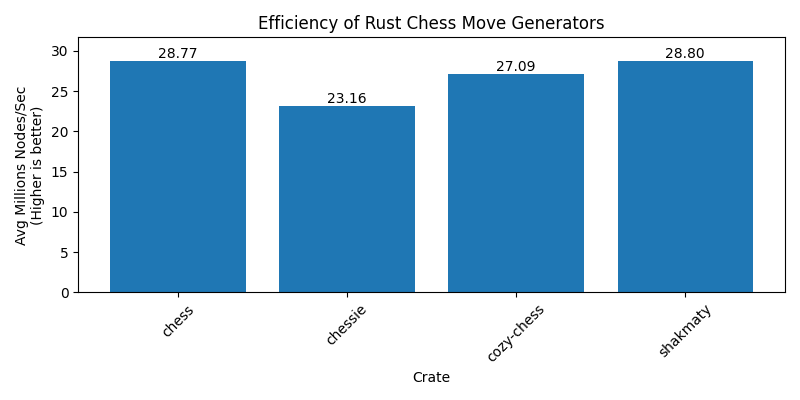 Efficiency of Rust Chess Move Generators
Avg Millions Nodes/Sec
(Higher is better)
30
25
20
15
10
5
0
28.77
23.16
27.09
28.80
chess
chessie
cozy-chess
shakmaty
Crate